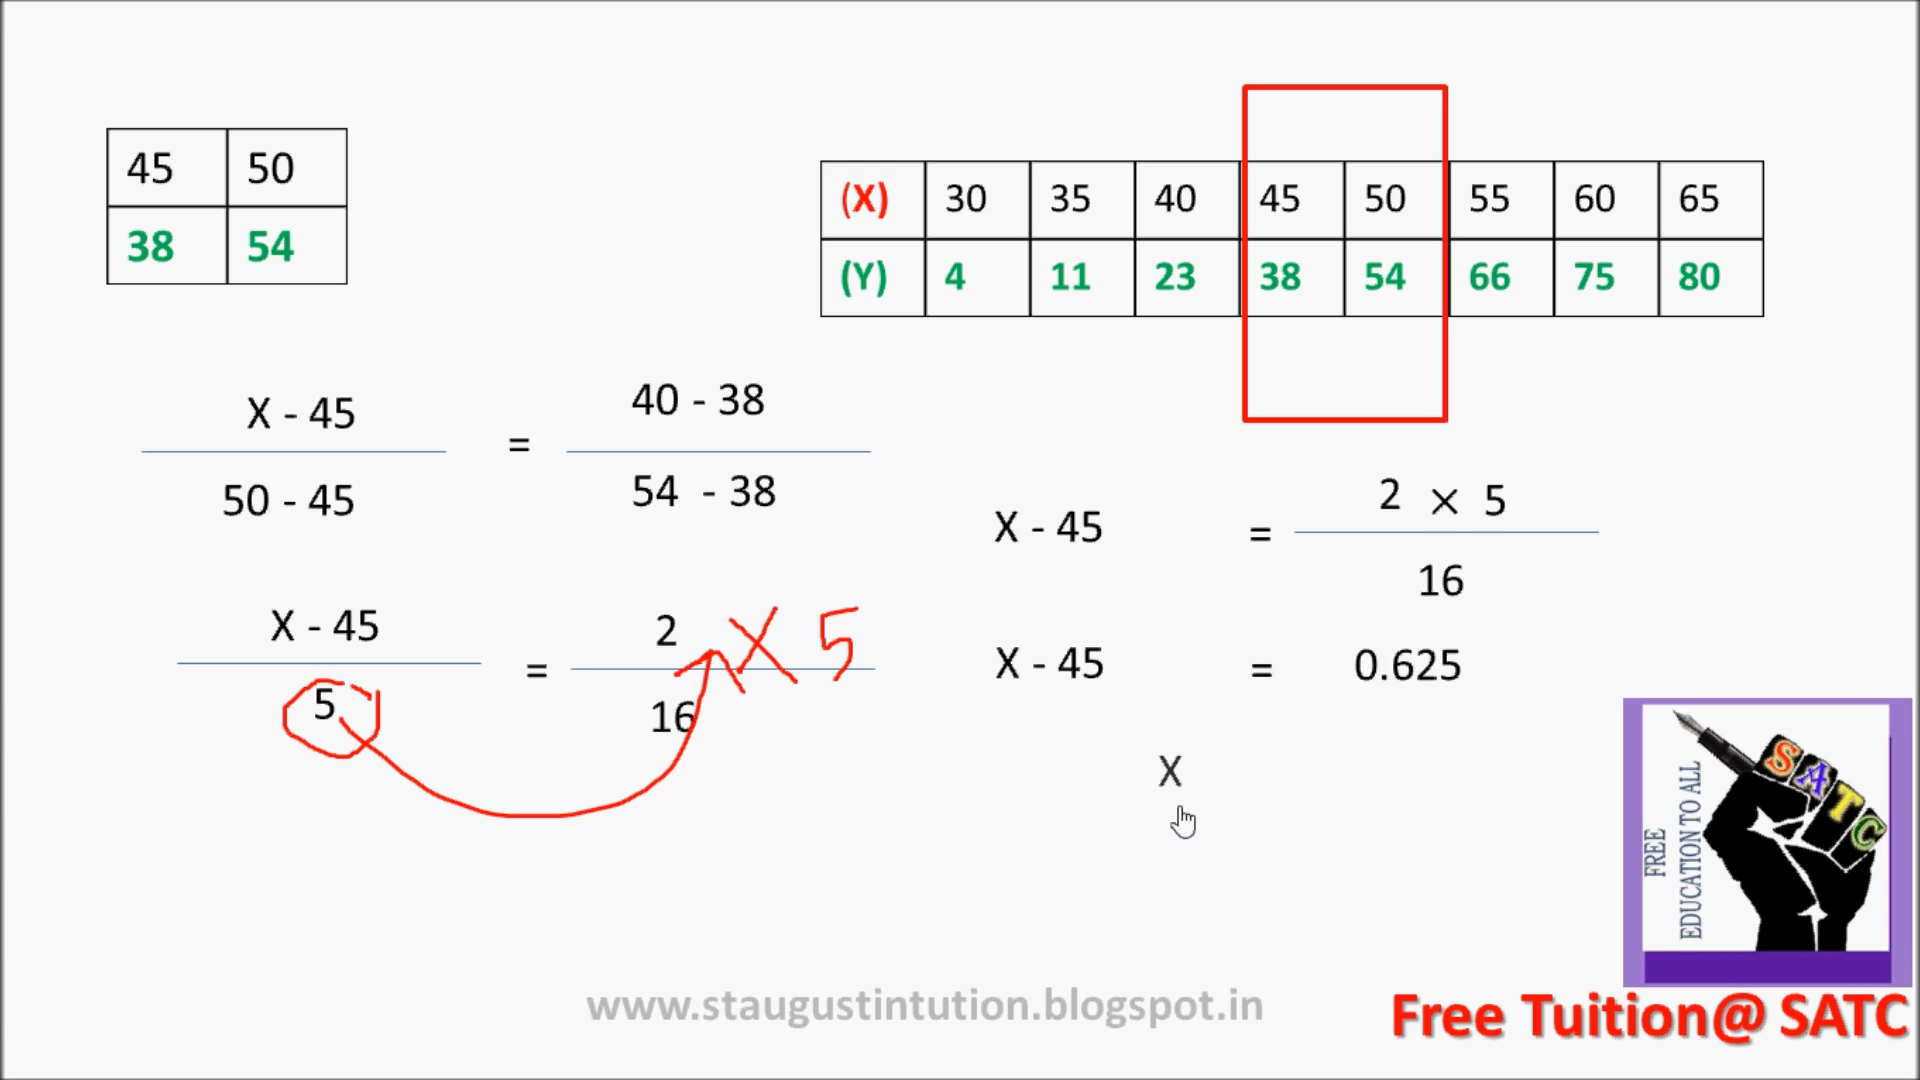 45 50
38 54
(X) 30 35 40 45 50 55 60 65
(Y) 4 11 23 38 54 66 75 80
X - 45 = 40 - 38
50 - 45 54 - 38
X - 45 = 2 X 5
5 16
X - 45 = 2 × 5
16
X - 45 = 0.625
X
SATC
FREE
EDUCATION TO ALL
www.staugustintution.blogspot.in
Free Tuition@ SATC